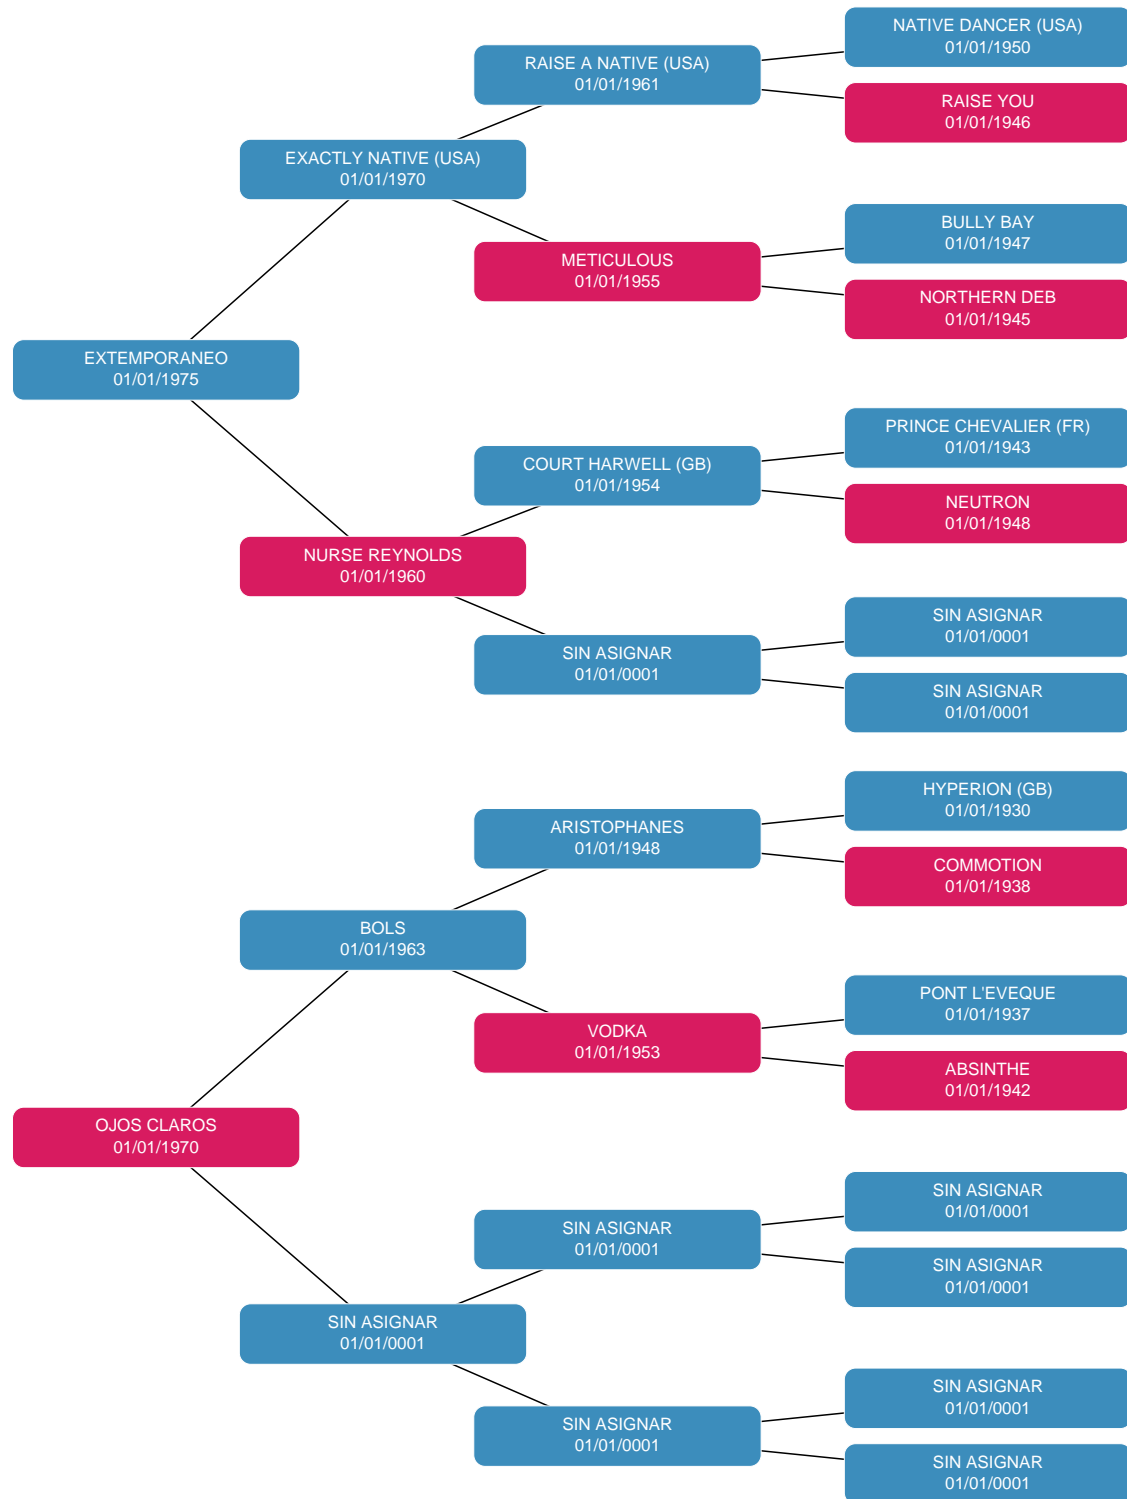 NATIVE DANCER (USA)
01/01/1950
RAISE A NATIVE (USA)
01/01/1961
RAISE YOU
01/01/1946
EXACTLY NATIVE (USA)
01/01/1970
BULLY BAY
01/01/1947
METICULOUS
01/01/1955
NORTHERN DEB
01/01/1945
EXTEMPORANEO
01/01/1975
PRINCE CHEVALIER (FR)
01/01/1943
COURT HARWELL (GB)
01/01/1954
NEUTRON
01/01/1948
NURSE REYNOLDS
01/01/1960
SIN ASIGNAR
01/01/0001
SIN ASIGNAR
01/01/0001
SIN ASIGNAR
01/01/0001
HYPERION (GB)
01/01/1930
ARISTOPHANES
01/01/1948
COMMOTION
01/01/1938
BOLS
01/01/1963
PONT L'EVEQUE
01/01/1937
VODKA
01/01/1953
ABSINTHE
01/01/1942
OJOS CLAROS
01/01/1970
SIN ASIGNAR
01/01/0001
SIN ASIGNAR
01/01/0001
SIN ASIGNAR
01/01/0001
SIN ASIGNAR
01/01/0001
SIN ASIGNAR
01/01/0001
SIN ASIGNAR
01/01/0001
SIN ASIGNAR
01/01/0001